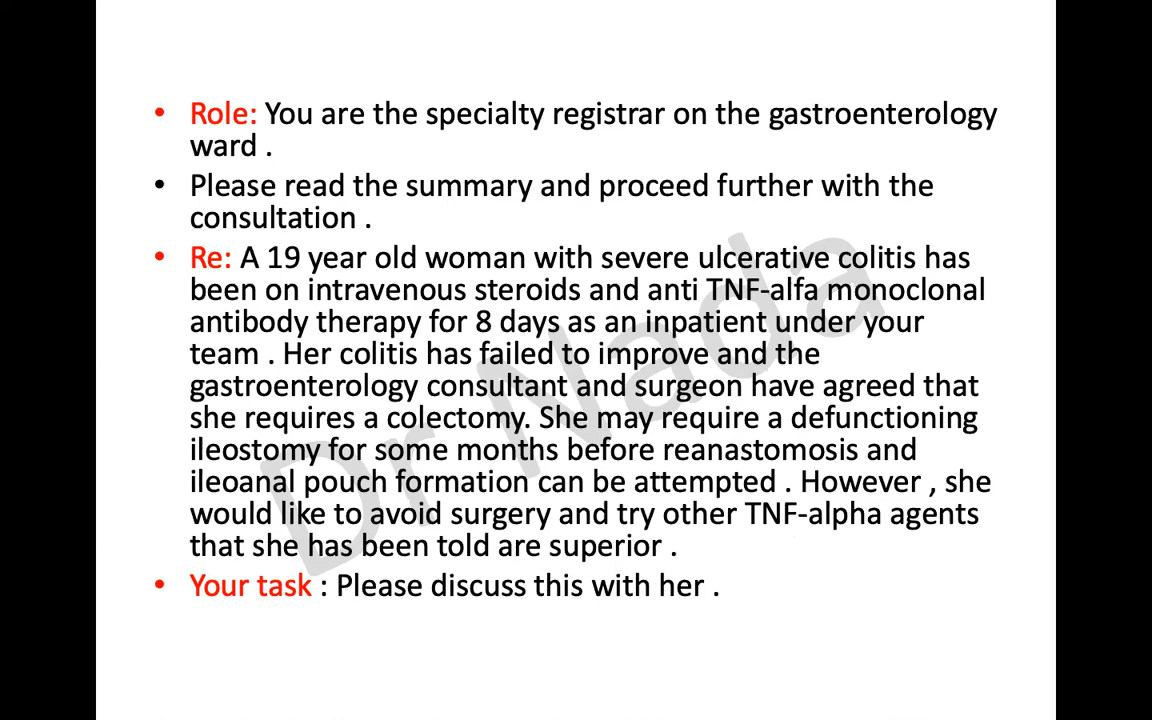 • Role: You are the specialty registrar on the gastroenterology
ward .
• Please read the summary and proceed further with the
consultation .
• Re: A 19 year old woman with severe ulcerative colitis has
been on intravenous steroids and anti TNF-alfa monoclonal
antibody therapy for 8 days as an inpatient under your
team . Her colitis has failed to improve and the
gastroenterology consultant and surgeon have agreed that
she requires a colectomy. She may require a defunctioning
ileostomy for some months before reanastomosis and
ileoanal pouch formation can be attempted . However , she
would like to avoid surgery and try other TNF-alpha agents
that she has been told are superior .
• Your task : Please discuss this with her .
Dr Nada